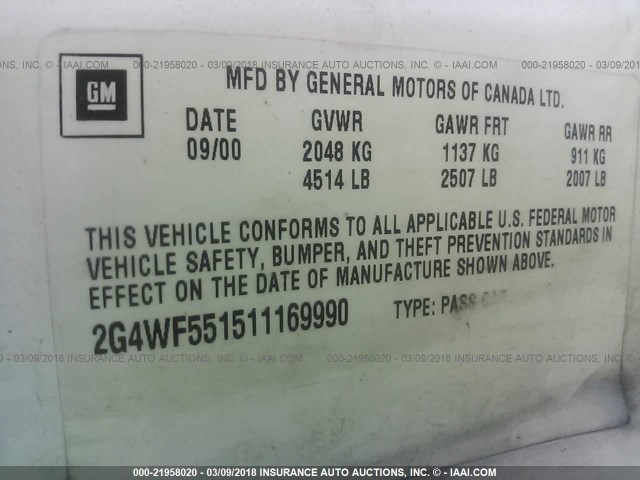 GM
MFD BY GENERAL MOTORS OF CANADA LTD.
DATE GVWR GAWR FRT GAWR RR
09/00 2048 KG 1137 KG 911 KG
4514 LB 2507 LB 2007 LB
THIS VEHICLE CONFORMS TO ALL APPLICABLE U.S. FEDERAL MOTOR
VEHICLE SAFETY, BUMPER, AND THEFT PREVENTION STANDARDS IN
EFFECT ON THE DATE OF MANUFACTURE SHOWN ABOVE.
2G4WF551511169990 TYPE: PASS
000-21958020 - 03/09/2018 INSURANCE AUTO AUCTIONS, INC. - © - IAAI.COM